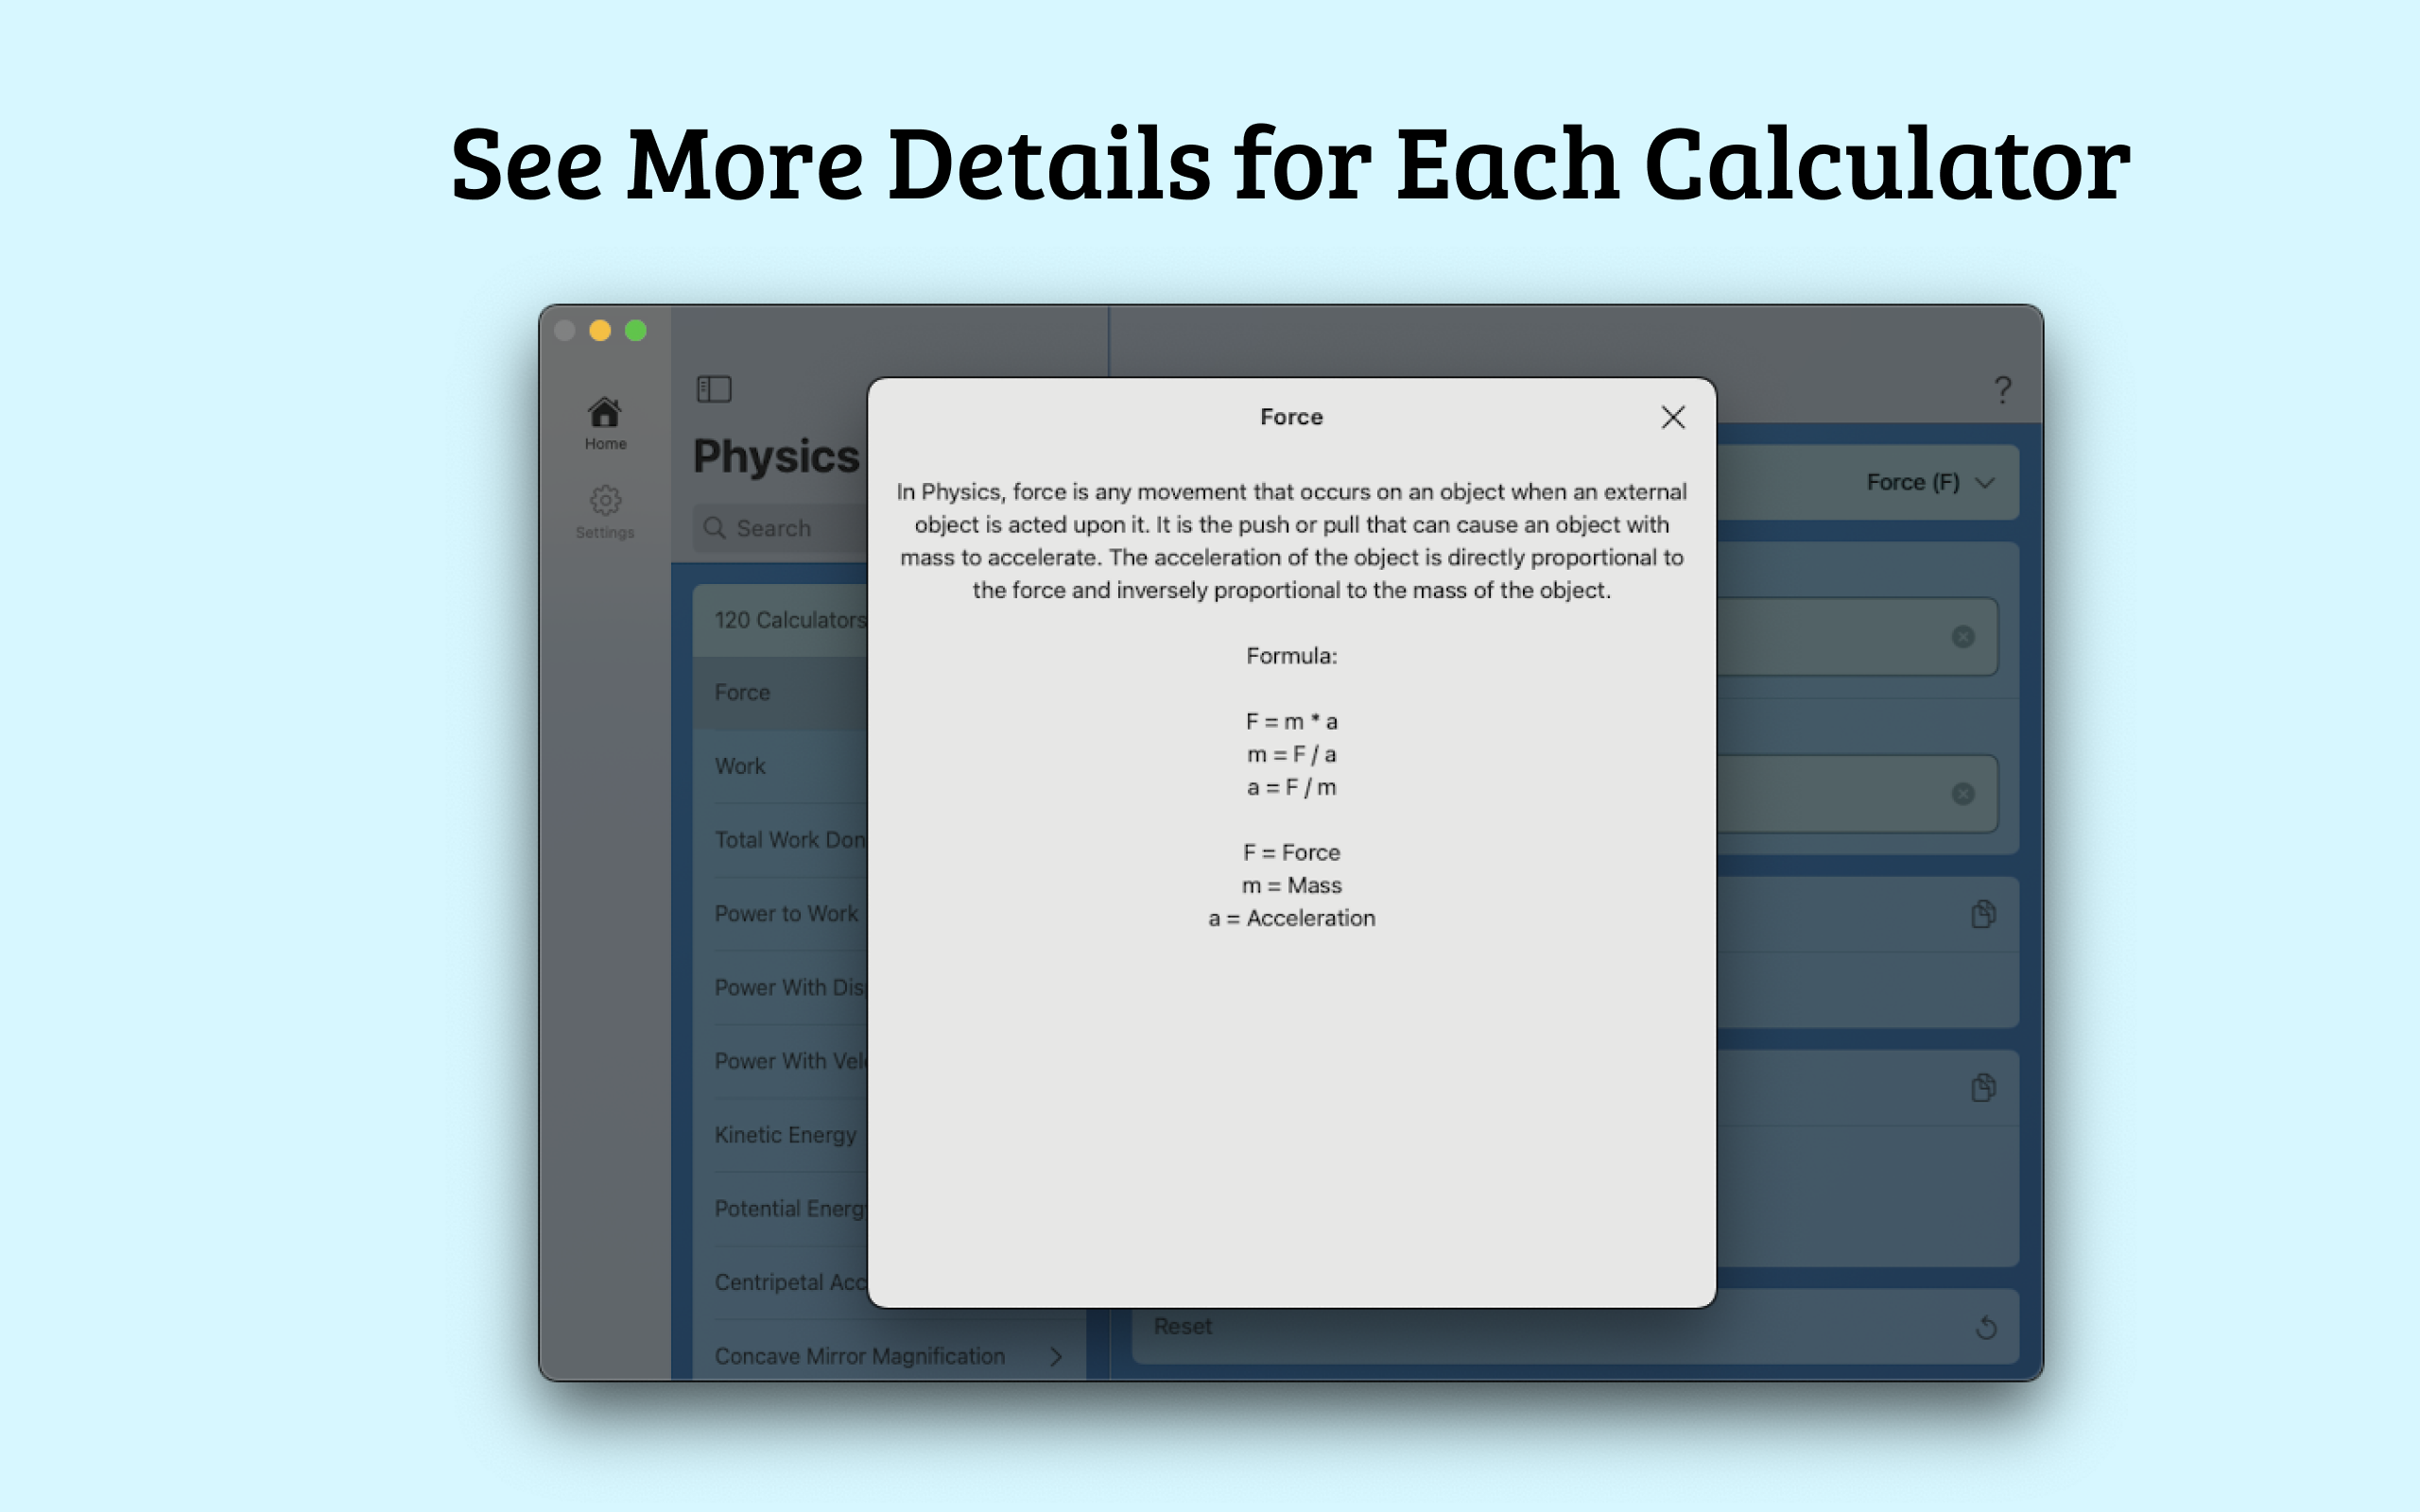 See More Details for Each Calculator
Home
Settings
Physics
Search
120 Calculators
Force
Work
Total Work Don
Power to Work
Power With Dis
Power With Vel
Kinetic Energy
Potential Energ
Centripetal Acc
Concave Mirror Magnification
Force
In Physics, force is any movement that occurs on an object when an external
object is acted upon it. It is the push or pull that can cause an object with
mass to accelerate. The acceleration of the object is directly proportional to
the force and inversely proportional to the mass of the object.
Formula:
F = m * a
m = F / a
a = F / m
F = Force
m = Mass
a = Acceleration
?
Force (F)
Reset